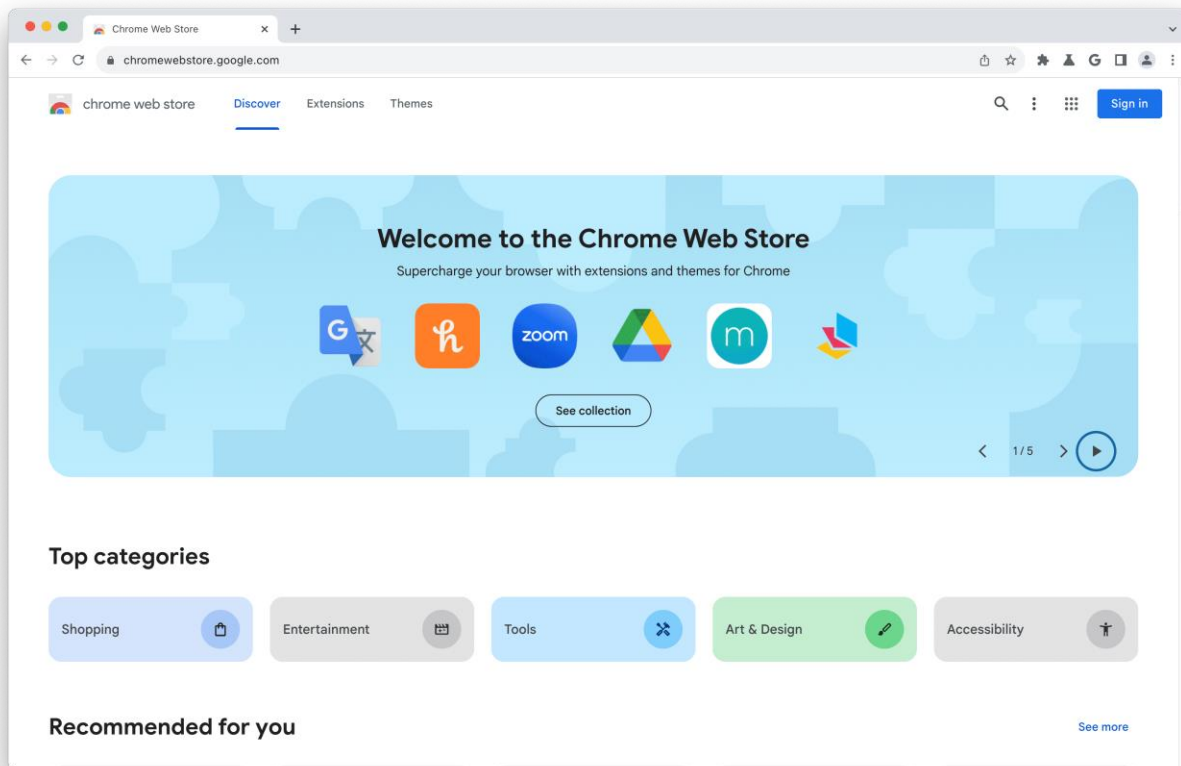 Chrome Web Store
chromewebstore.google.com
G
chrome web store
Discover
Extensions
Themes
Sign in
Welcome to the Chrome Web Store
Supercharge your browser with extensions and themes for Chrome
G 文
h
zoom
m
See collection
1/5
Top categories
Shopping
Entertainment
Tools
Art & Design
Accessibility
Recommended for you
See more